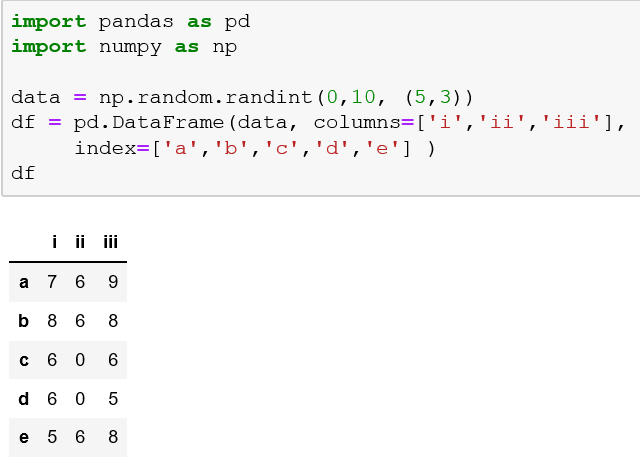 import pandas as pd
import numpy as np

data = np.random.randint(0,10, (5,3))
df = pd.DataFrame(data, columns=['i','ii','iii'],
     index=['a','b','c','d','e'] )
df

i ii iii
a 7 6 9
b 8 6 8
c 6 0 6
d 6 0 5
e 5 6 8